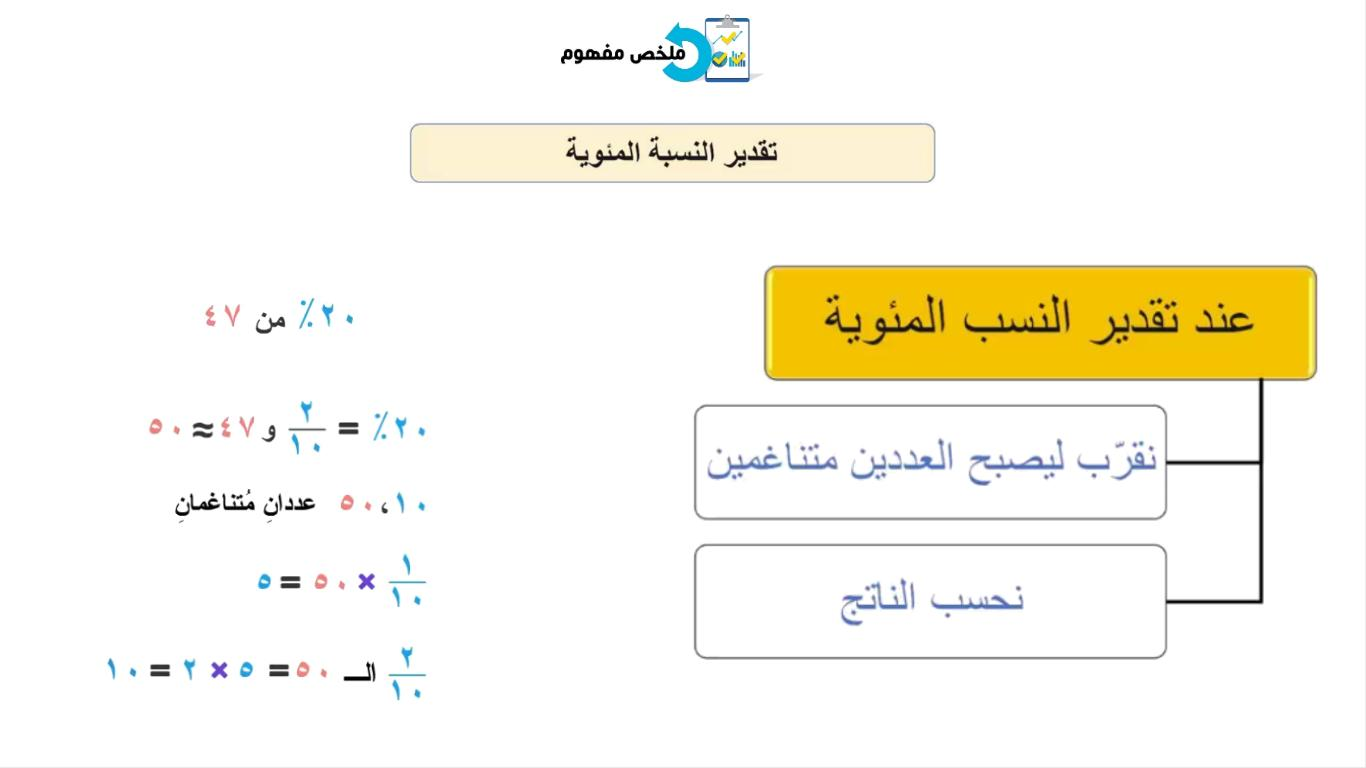 ملخص مفهوم
تقدير النسبة المئوية
عند تقدير النسب المئوية
نقرّب ليصبح العددين متناغمين
نحسب الناتج
٢٠٪ من ٤٧
٢٠٪ = ٢/١٠ و ٤٧ ≈ ٥٠
١٠، ٥٠ عددانِ مُتناغمانِ
١/١٠ × ٥٠ = ٥
٢/١٠ الـ ٥٠ = ٥ × ٢ = ١٠